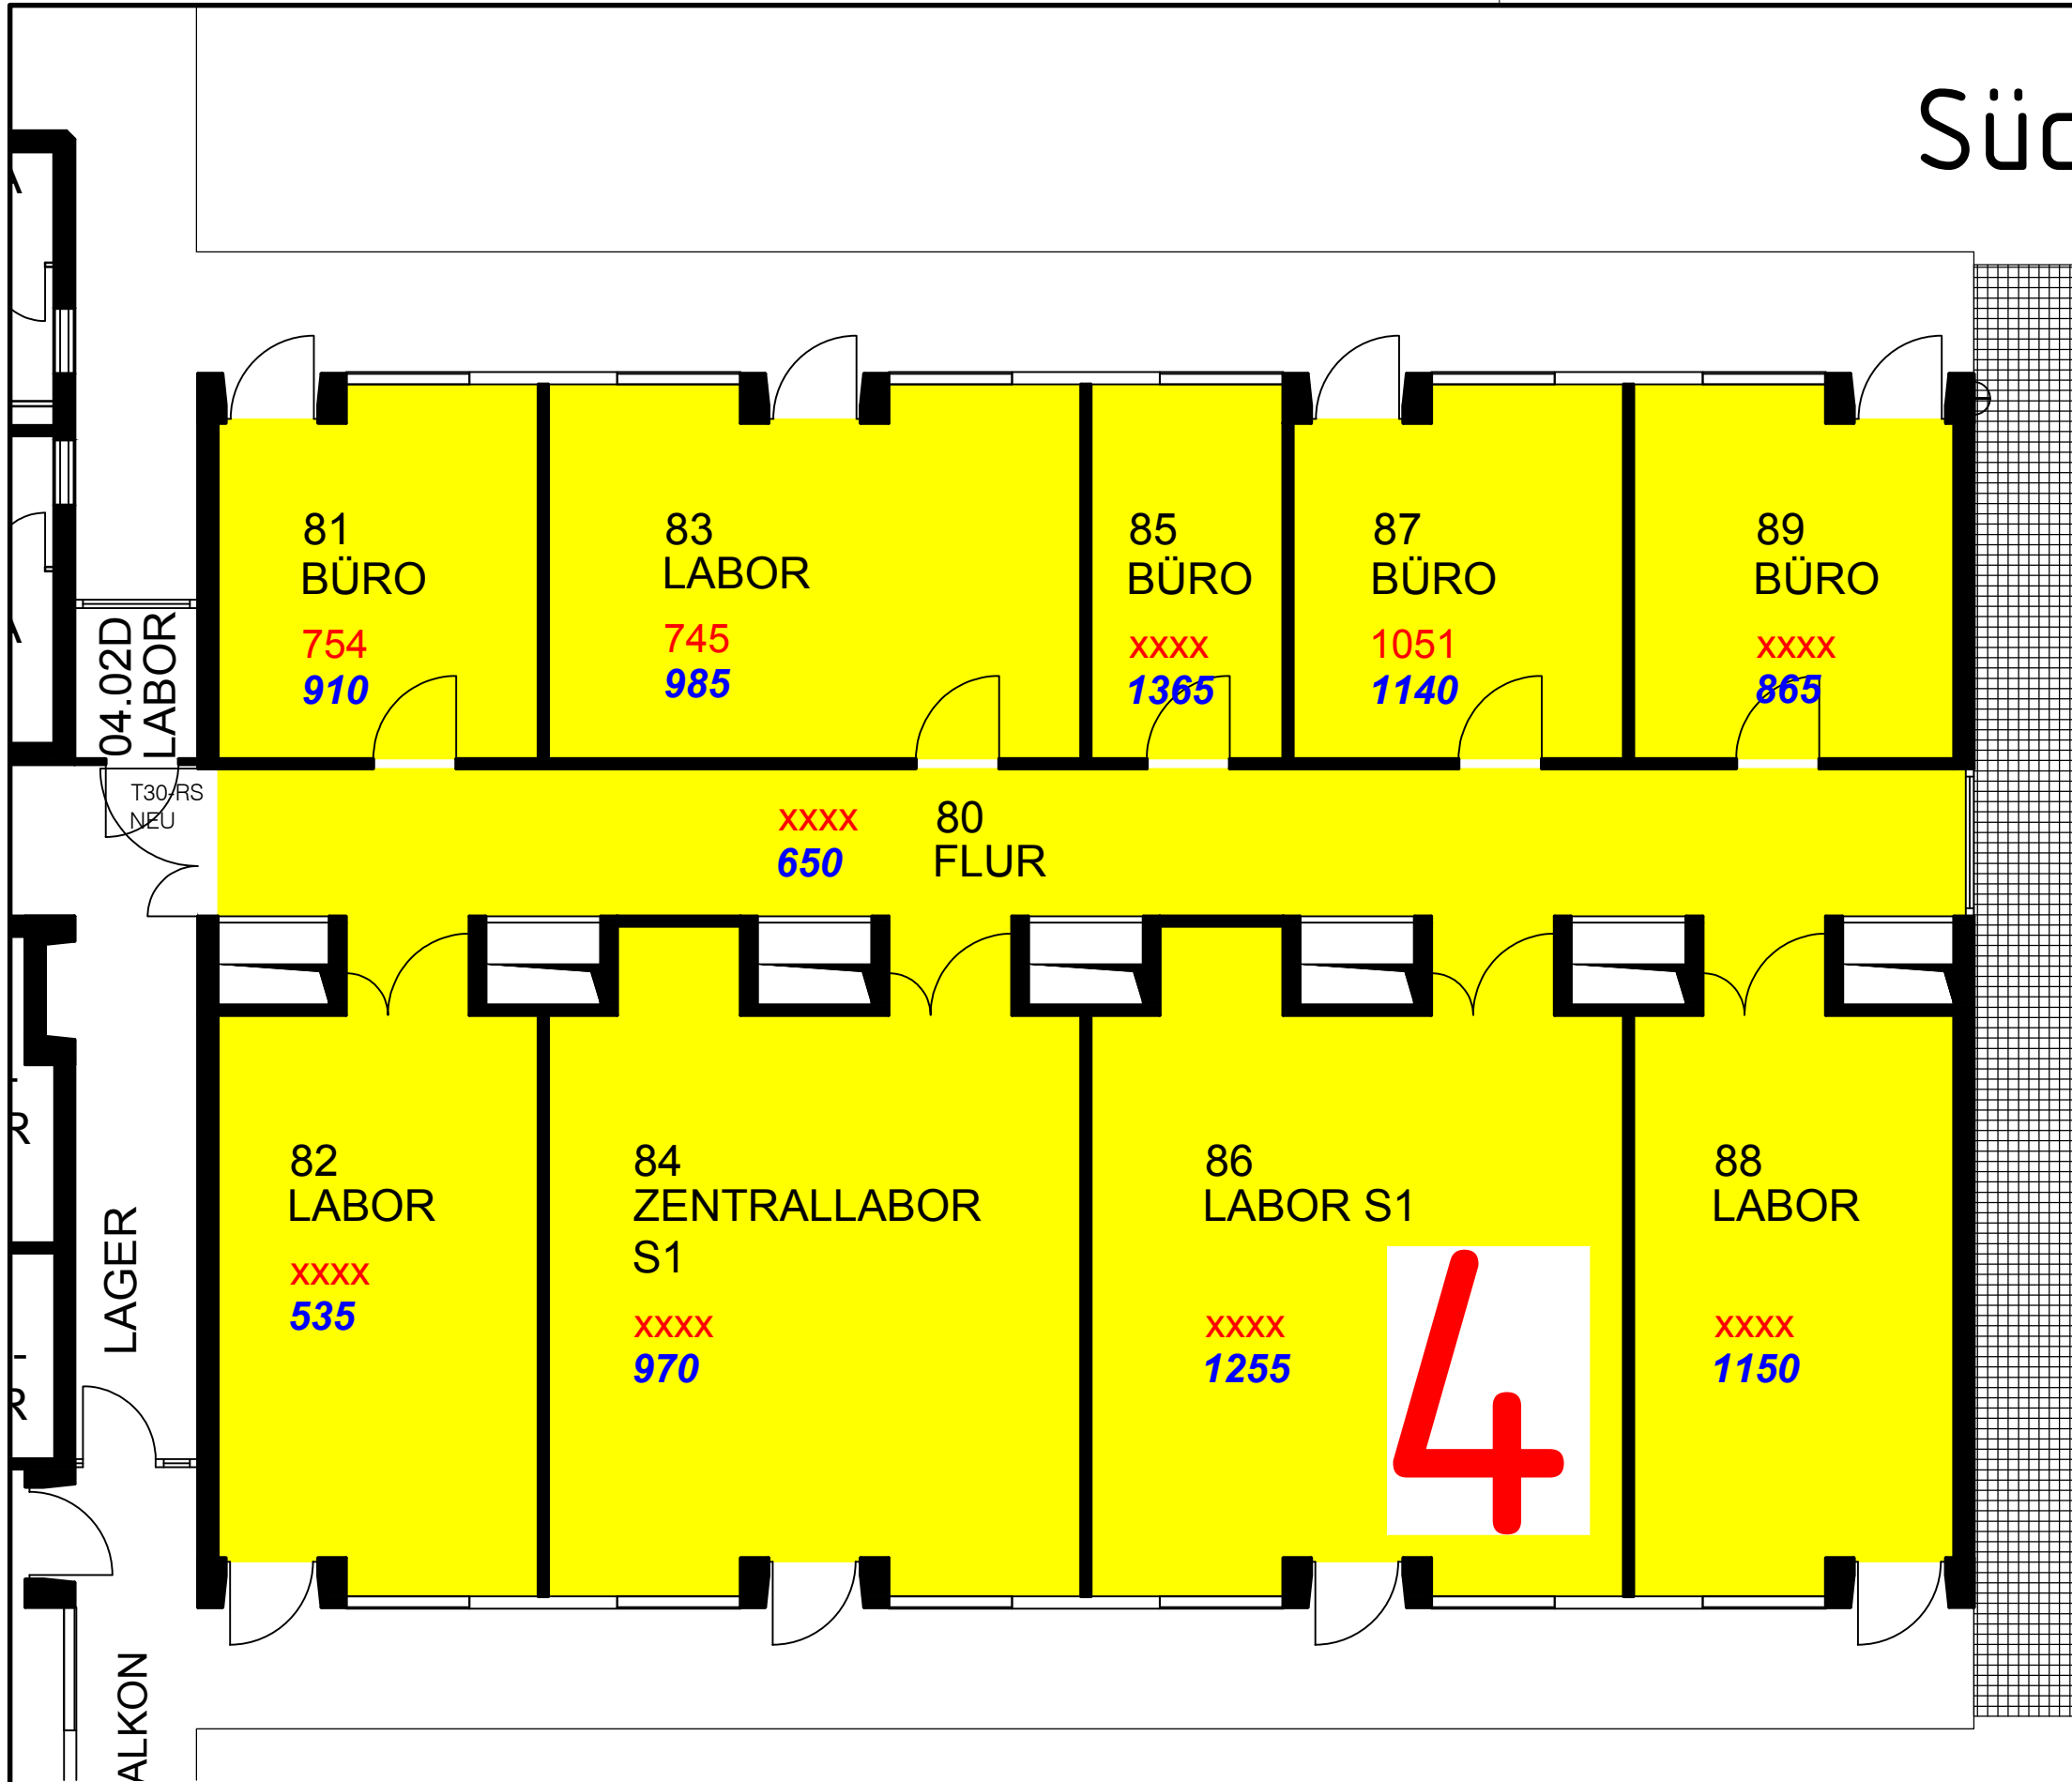 81
BÜRO
754
910
83
LABOR
745
985
85
BÜRO
xxxx
1365
87
BÜRO
1051
1140
89
BÜRO
xxxx
865
04.02D
LABOR
T30-RS
NEU
xxxx
650
80
FLUR
82
LABOR
xxxx
535
84
ZENTRALLABOR
S1
xxxx
970
86
LABOR S1
xxxx
1255
4
88
LABOR
xxxx
1150
LAGER